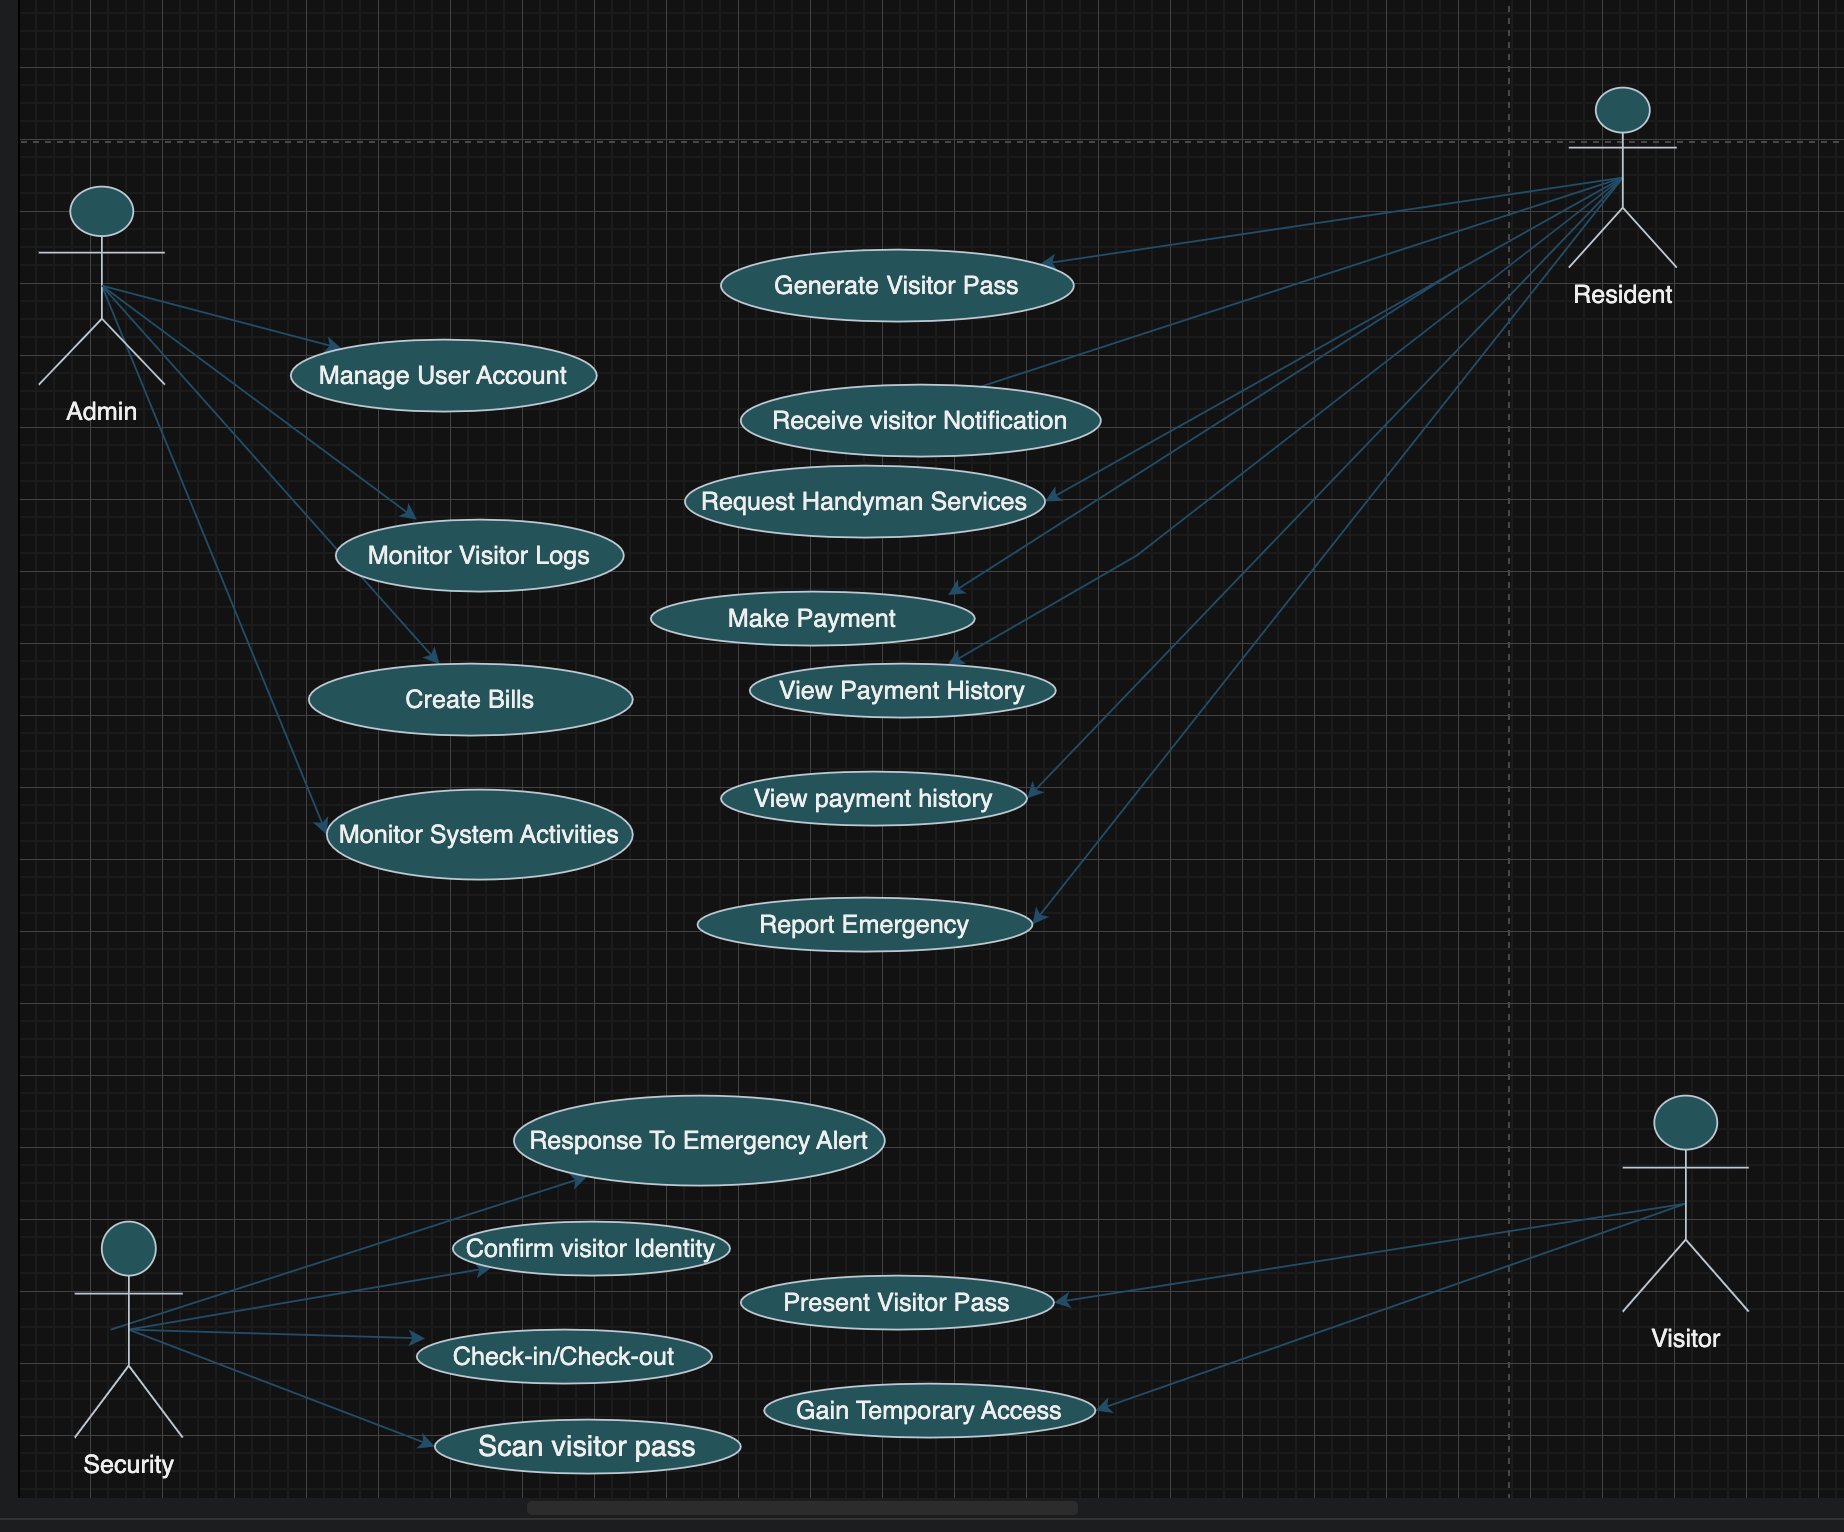 Resident
Generate Visitor Pass
Admin
Manage User Account
Receive visitor Notification
Request Handyman Services
Monitor Visitor Logs
Make Payment
View Payment History
Create Bills
View payment history
Monitor System Activities
Report Emergency
Response To Emergency Alert
Confirm visitor Identity
Present Visitor Pass
Visitor
Check-in/Check-out
Gain Temporary Access
Scan visitor pass
Security